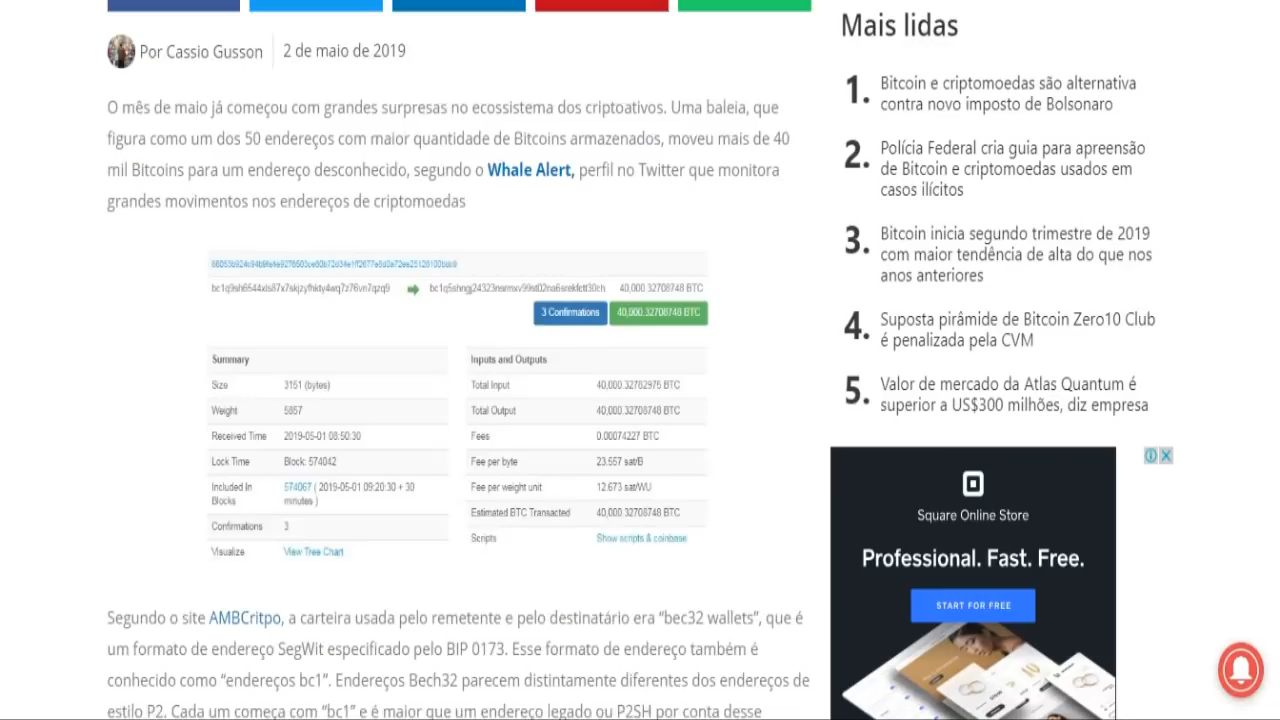 Por Cassio Gusson
2 de maio de 2019
O mês de maio já começou com grandes surpresas no ecossistema dos criptoativos. Uma baleia, que
figura como um dos 50 endereços com maior quantidade de Bitcoins armazenados, moveu mais de 40
mil Bitcoins para um endereço desconhecido, segundo o Whale Alert, perfil no Twitter que monitora
grandes movimentos nos endereços de criptomoedas
40,000.32708748 BTC
3 Confirmations
40,000.32708748 BTC
Summary
Size 3151 (bytes)
Weight 5857
Received Time 2019-05-01 08:50:30
Lock Time Block: 574042
Included In 574067 ( 2019-05-01 09:20:30 + 30
Blocks minutes )
Confirmations 3
Visualize View Tree Chart
Inputs and Outputs
Total Input 40,000.32782975 BTC
Total Output 40,000.32708748 BTC
Fees 0.00074227 BTC
Fee per byte 23.557 sat/B
Fee per weight unit 12.673 sat/WU
Estimated BTC Transacted 40,000.32708748 BTC
Scripts Show scripts & coinbase
Segundo o site AMBCritpo, a carteira usada pelo remetente e pelo destinatário era “bec32 wallets”, que é
um formato de endereço SegWit especificado pelo BIP 0173. Esse formato de endereço também é
conhecido como “endereços bc1”. Endereços Bech32 parecem distintamente diferentes dos endereços de
estilo P2. Cada um começa com “bc1” e é maior que um endereço legado ou P2SH por conta desse
Mais lidas
1. Bitcoin e criptomoedas são alternativa
contra novo imposto de Bolsonaro
2. Polícia Federal cria guia para apreensão
de Bitcoin e criptomoedas usados em
casos ilícitos
3. Bitcoin inicia segundo trimestre de 2019
com maior tendência de alta do que nos
anos anteriores
4. Suposta pirâmide de Bitcoin Zero10 Club
é penalizada pela CVM
5. Valor de mercado da Atlas Quantum é
superior a US$300 milhões, diz empresa
Square Online Store
Professional. Fast. Free.
START FOR FREE